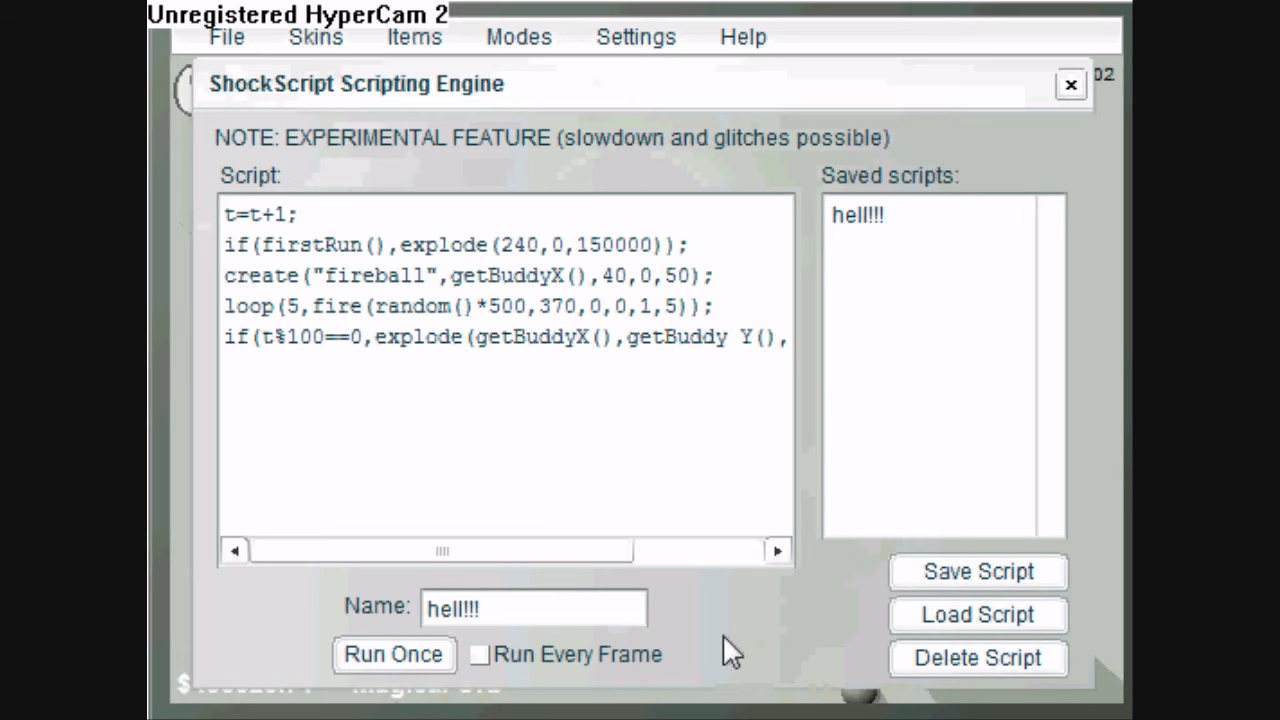 Unregistered HyperCam 2
File Skins Items Modes Settings Help
ShockScript Scripting Engine
x
02
NOTE: EXPERIMENTAL FEATURE (slowdown and glitches possible)
Script:
Saved scripts:
t=t+1;
if(firstRun(),explode(240,0,150000));
create("fireball",getBuddyX(),40,0,50);
loop(5,fire(random()*500,370,0,0,1,5));
if(t%100==0,explode(getBuddyX(),getBuddy Y(),
hell!!!
Name: hell!!!
Run Once Run Every Frame
Save Script
Load Script
Delete Script